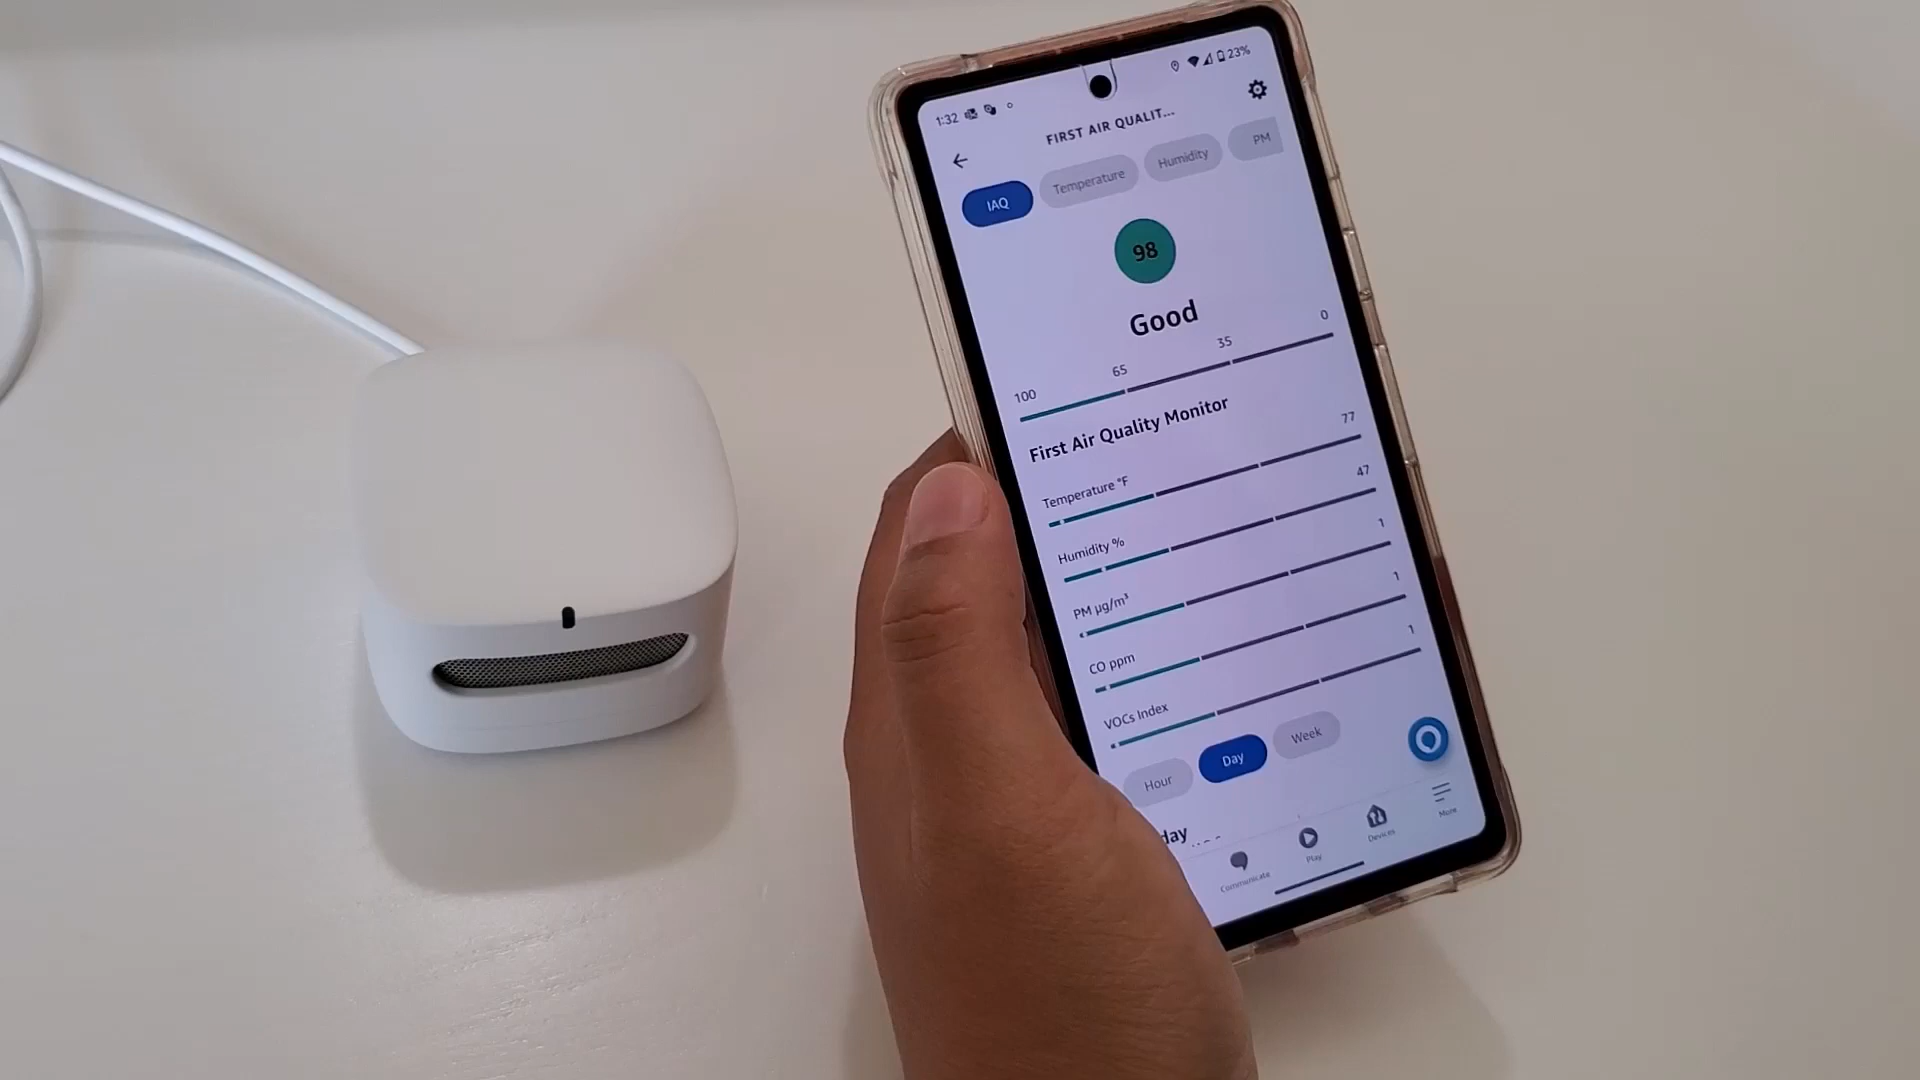 1:32 23%
FIRST AIR QUALIT...
IAQ Temperature Humidity PM
98
Good
100 65 35 0
First Air Quality Monitor
Temperature °F 77
Humidity % 47
PM µg/m³ 1
CO ppm 1
VOCs Index 1
Hour Day Week
day
Communicate Play Devices More